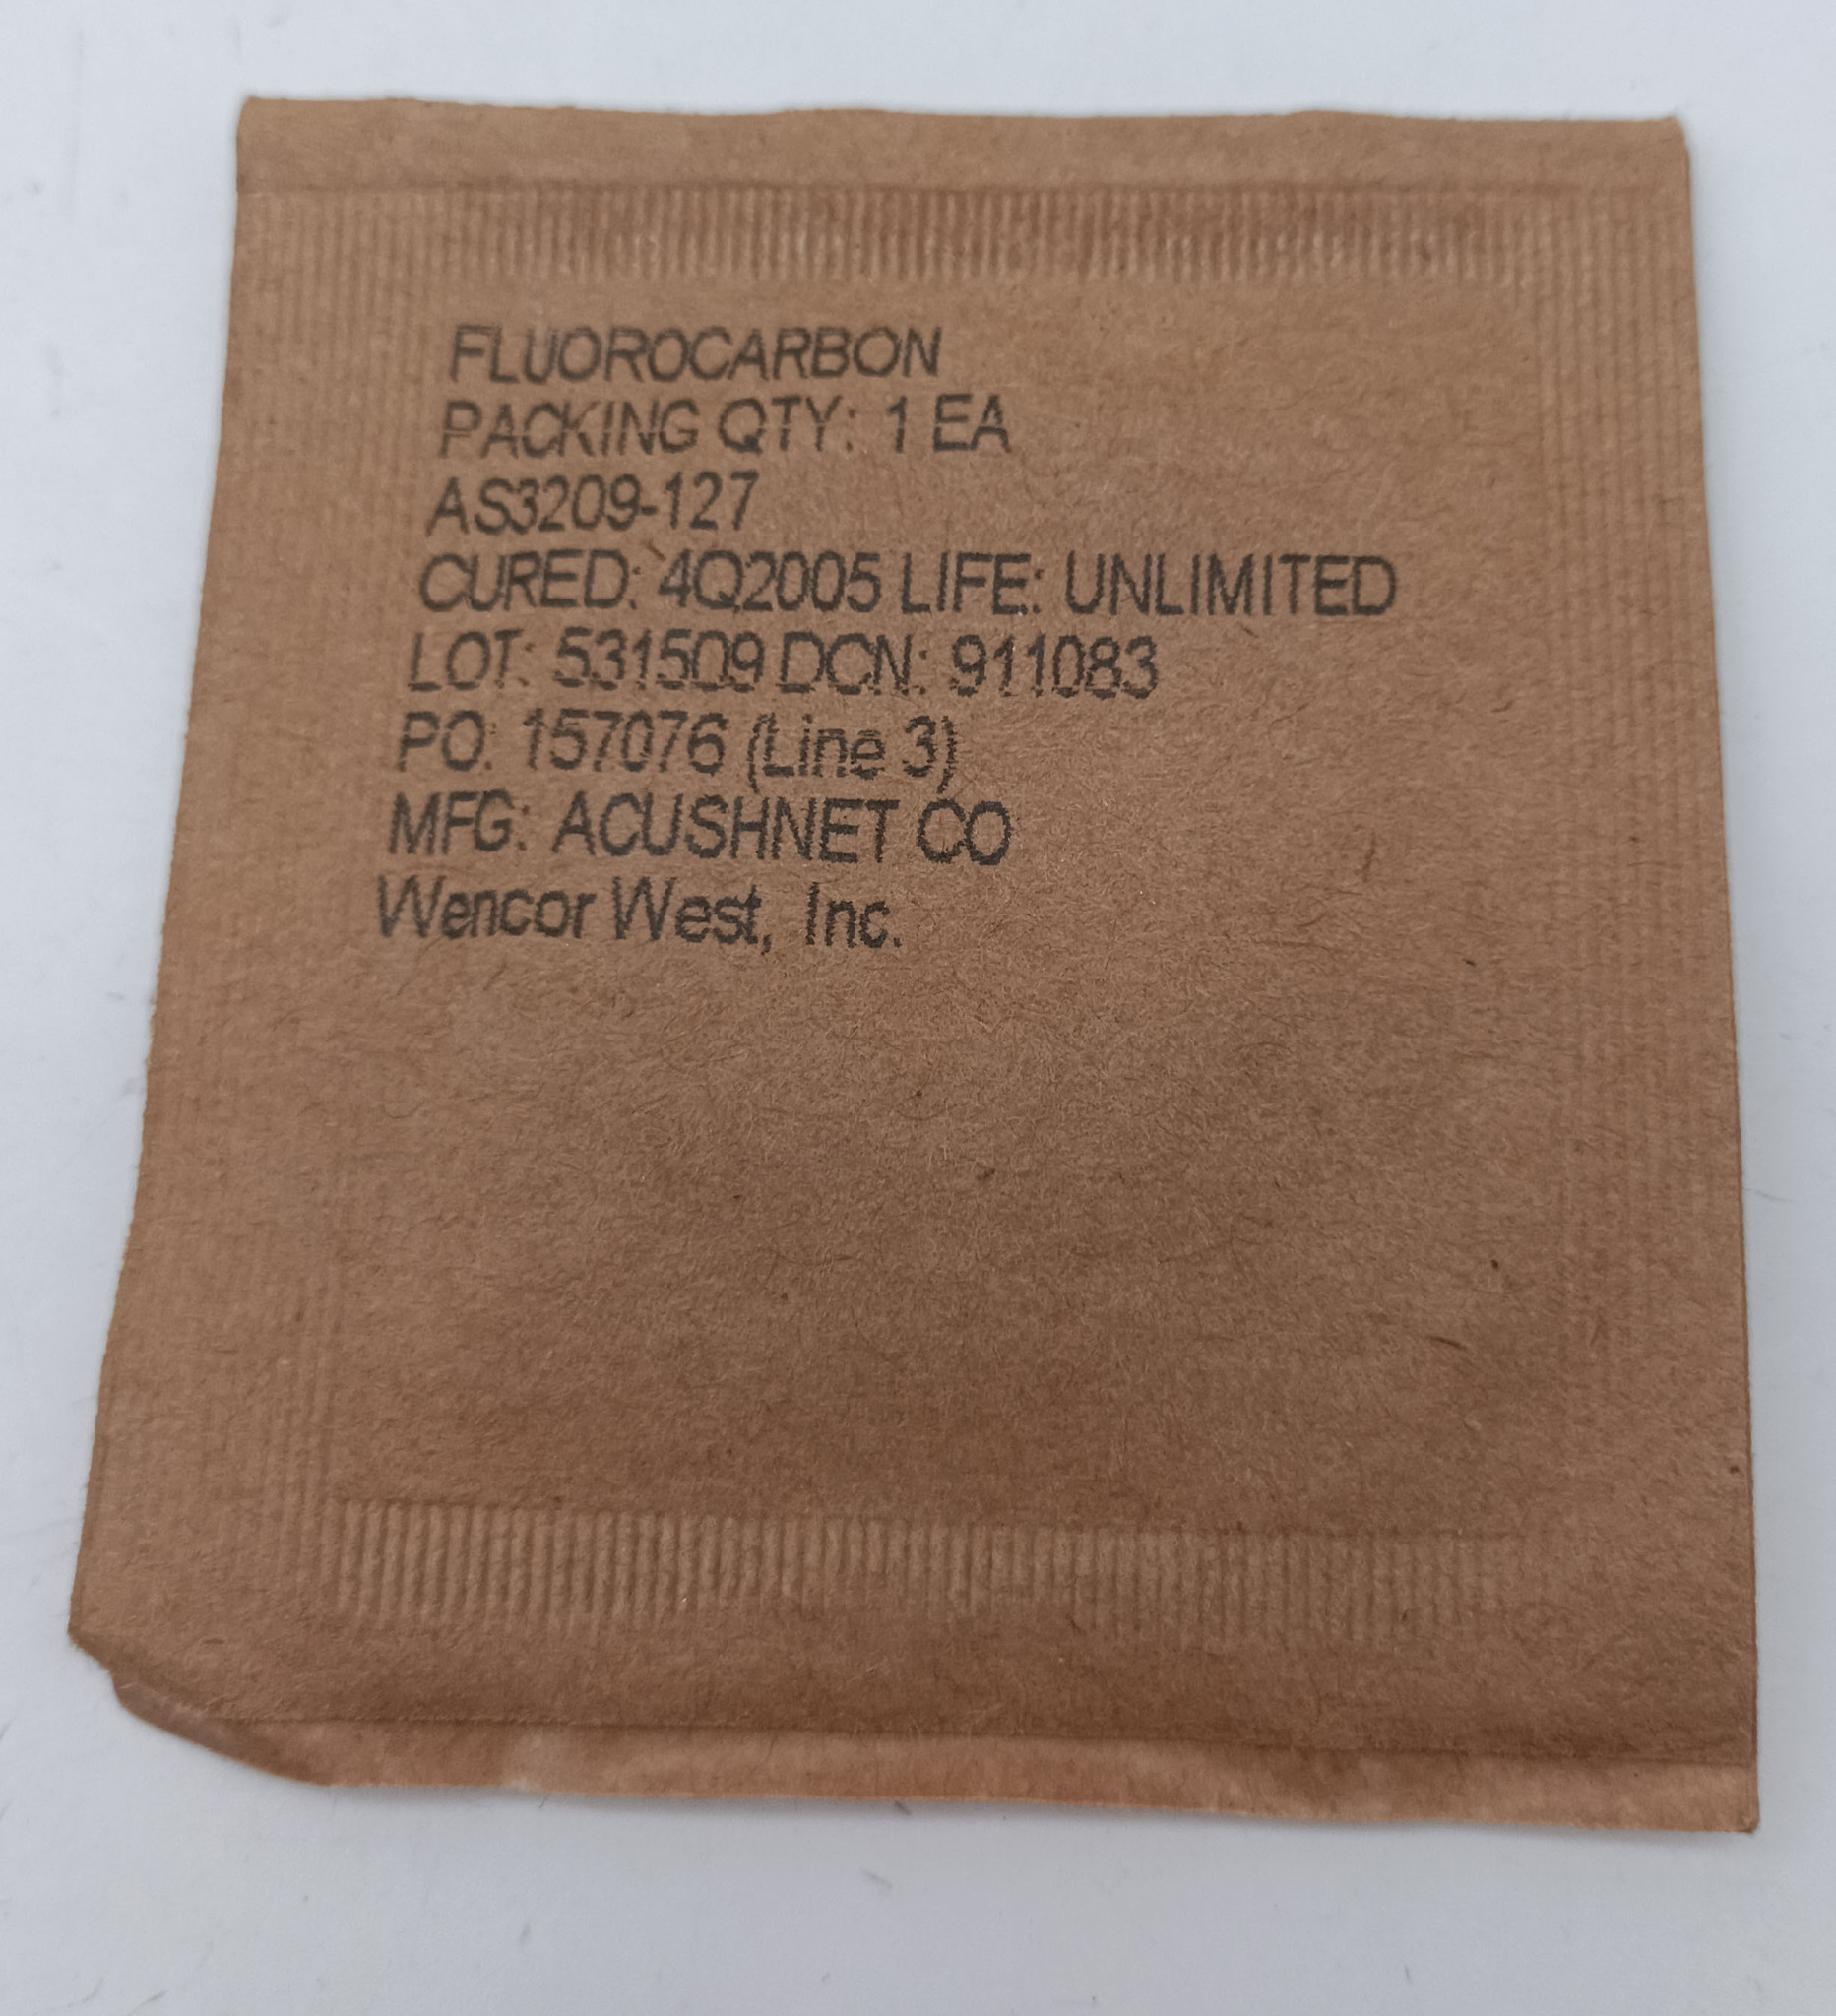 FLUOROCARBON
PACKING QTY: 1 EA
AS3209-127
CURED: 4Q2005 LIFE: UNLIMITED
LOT: 531509 DCN: 911083
PO: 157076 (Line 3)
MFG: ACUSHNET CO
Wencor West, Inc.